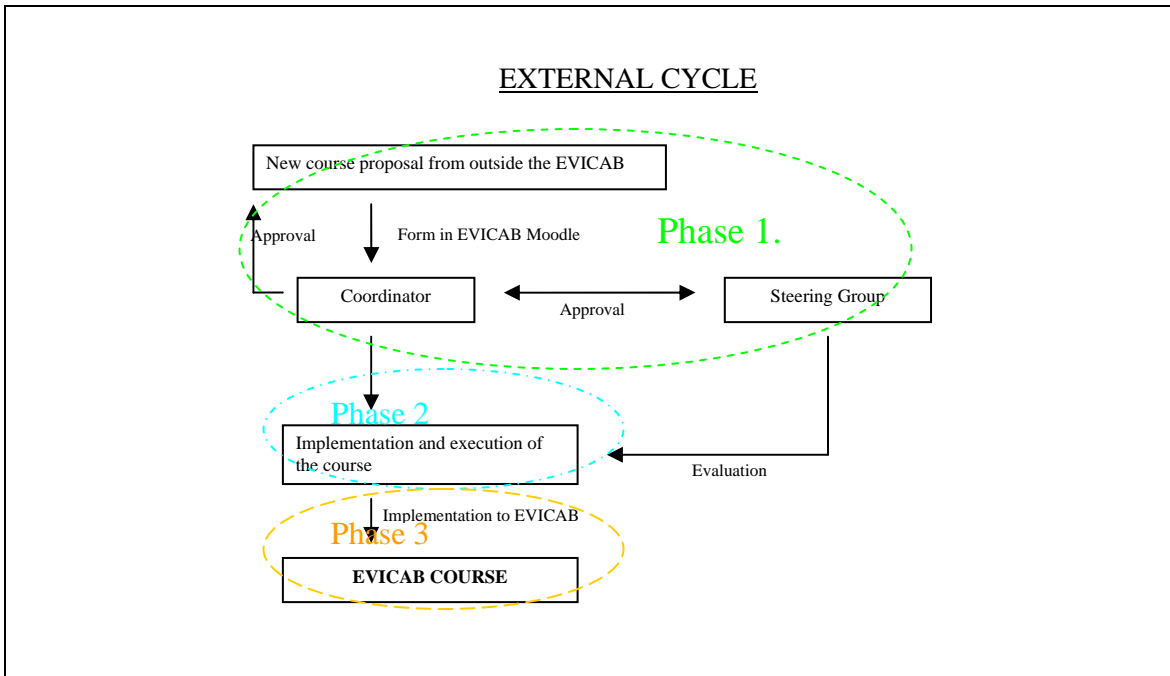 EXTERNAL CYCLE
New course proposal from outside the EVICAB
Approval
Form in EVICAB Moodle
Phase 1.
Coordinator
Approval
Steering Group
Phase 2
Implementation and execution of
the course
Evaluation
Implementation to EVICAB
Phase 3
EVICAB COURSE